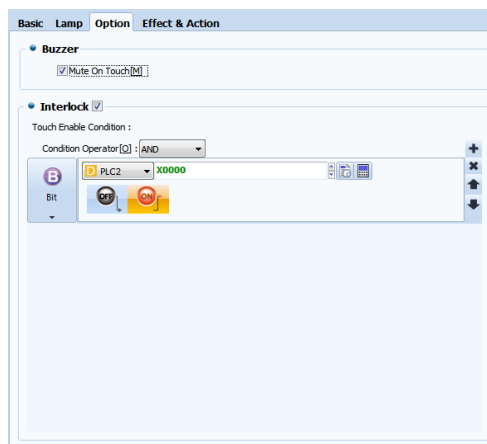 Basic Lamp Option Effect & Action
Buzzer
Mute On Touch[M]
Interlock
Touch Enable Condition :
Condition Operator[O] : AND
B D PLC2 X0000
Bit OFF ON